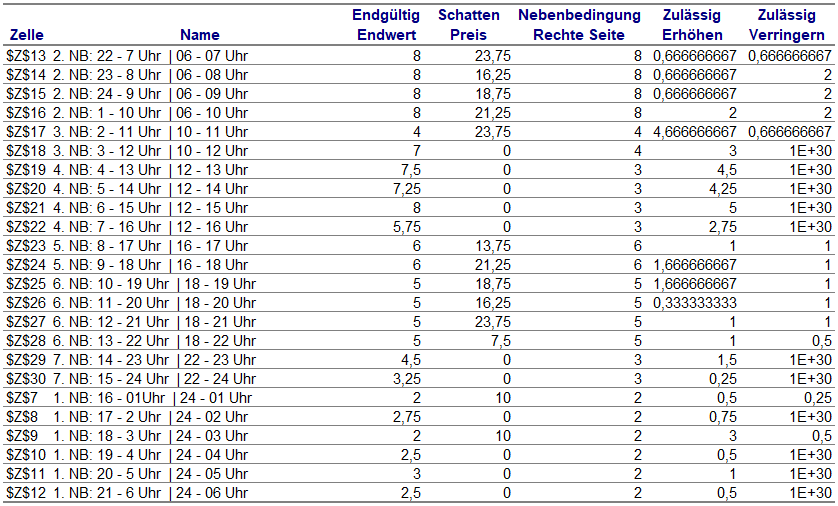 Endgültig Schatten Nebenbedingung Zulässig Zulässig
Zelle Name Endwert Preis Rechte Seite Erhöhen Verringern
$Z$13 2. NB: 22 - 7 Uhr | 06 - 07 Uhr 8 23,75 8 0,666666667 0,666666667
$Z$14 2. NB: 23 - 8 Uhr | 06 - 08 Uhr 8 16,25 8 0,666666667 2
$Z$15 2. NB: 24 - 9 Uhr | 06 - 09 Uhr 8 18,75 8 0,666666667 2
$Z$16 2. NB: 1 - 10 Uhr | 06 - 10 Uhr 8 21,25 8 2 2
$Z$17 3. NB: 2 - 11 Uhr | 10 - 11 Uhr 4 23,75 4 4,666666667 0,666666667
$Z$18 3. NB: 3 - 12 Uhr | 10 - 12 Uhr 7 0 4 3 1E+30
$Z$19 4. NB: 4 - 13 Uhr | 12 - 13 Uhr 7,5 0 3 4,5 1E+30
$Z$20 4. NB: 5 - 14 Uhr | 12 - 14 Uhr 7,25 0 3 4,25 1E+30
$Z$21 4. NB: 6 - 15 Uhr | 12 - 15 Uhr 8 0 3 5 1E+30
$Z$22 4. NB: 7 - 16 Uhr | 12 - 16 Uhr 5,75 0 3 2,75 1E+30
$Z$23 5. NB: 8 - 17 Uhr | 16 - 17 Uhr 6 13,75 6 1 1
$Z$24 5. NB: 9 - 18 Uhr | 16 - 18 Uhr 6 21,25 6 1,666666667 1
$Z$25 6. NB: 10 - 19 Uhr | 18 - 19 Uhr 5 18,75 5 1,666666667 1
$Z$26 6. NB: 11 - 20 Uhr | 18 - 20 Uhr 5 16,25 5 0,333333333 1
$Z$27 6. NB: 12 - 21 Uhr | 18 - 21 Uhr 5 23,75 5 1 1
$Z$28 6. NB: 13 - 22 Uhr | 18 - 22 Uhr 5 7,5 5 1 0,5
$Z$29 7. NB: 14 - 23 Uhr | 22 - 23 Uhr 4,5 0 3 1,5 1E+30
$Z$30 7. NB: 15 - 24 Uhr | 22 - 24 Uhr 3,25 0 3 0,25 1E+30
$Z$7 1. NB: 16 - 01Uhr | 24 - 01 Uhr 2 10 2 0,5 0,25
$Z$8 1. NB: 17 - 2 Uhr | 24 - 02 Uhr 2,75 0 2 0,75 1E+30
$Z$9 1. NB: 18 - 3 Uhr | 24 - 03 Uhr 2 10 2 3 0,5
$Z$10 1. NB: 19 - 4 Uhr | 24 - 04 Uhr 2,5 0 2 0,5 1E+30
$Z$11 1. NB: 20 - 5 Uhr | 24 - 05 Uhr 3 0 2 1 1E+30
$Z$12 1. NB: 21 - 6 Uhr | 24 - 06 Uhr 2,5 0 2 0,5 1E+30